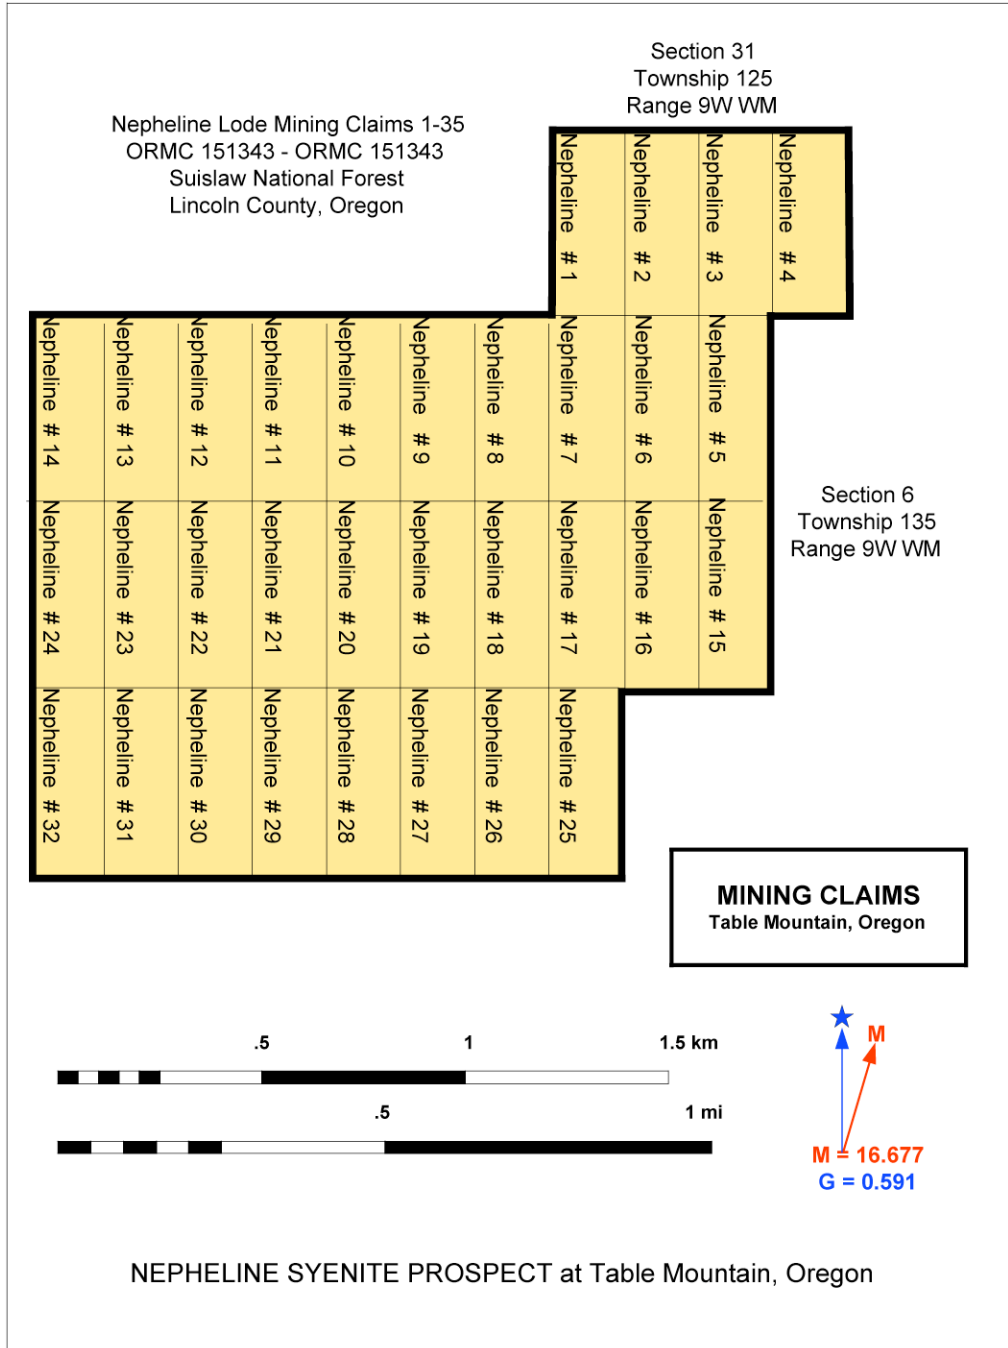 Section 31
Township 125
Range 9W WM
Nepheline Lode Mining Claims 1-35
ORMC 151343 - ORMC 151343
Suislaw National Forest
Lincoln County, Oregon
Nepheline # 1
Nepheline # 2
Nepheline # 3
Nepheline # 4
Nepheline # 14
Nepheline # 13
Nepheline # 12
Nepheline # 11
Nepheline # 10
Nepheline # 9
Nepheline # 8
Nepheline # 7
Nepheline # 6
Nepheline # 5
Section 6
Township 135
Range 9W WM
Nepheline # 24
Nepheline # 23
Nepheline # 22
Nepheline # 21
Nepheline # 20
Nepheline # 19
Nepheline # 18
Nepheline # 17
Nepheline # 16
Nepheline # 15
Nepheline # 32
Nepheline # 31
Nepheline # 30
Nepheline # 29
Nepheline # 28
Nepheline # 27
Nepheline # 26
Nepheline # 25
MINING CLAIMS
Table Mountain, Oregon
.5 1 1.5 km
.5 1 mi
M
M = 16.677
G = 0.591
NEPHELINE SYENITE PROSPECT at Table Mountain, Oregon